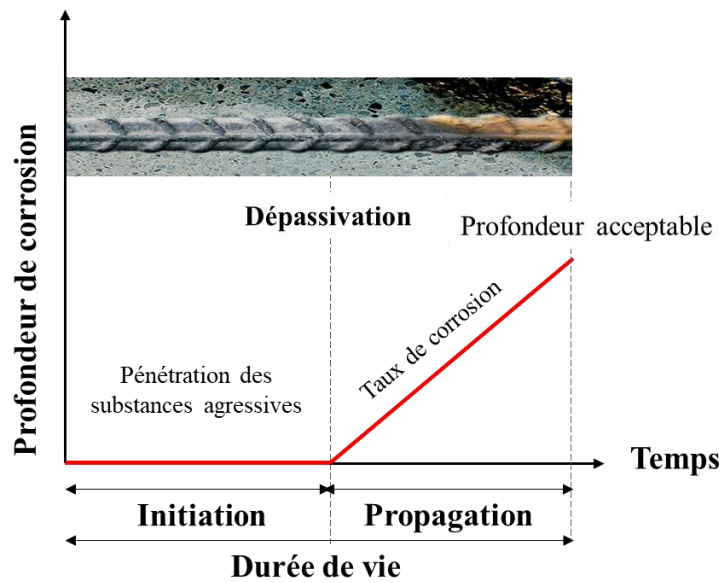 Profondeur de corrosion
Dépassivation
Profondeur acceptable
Taux de corrosion
Pénétration des
substances agressives
Temps
Initiation
Propagation
Durée de vie